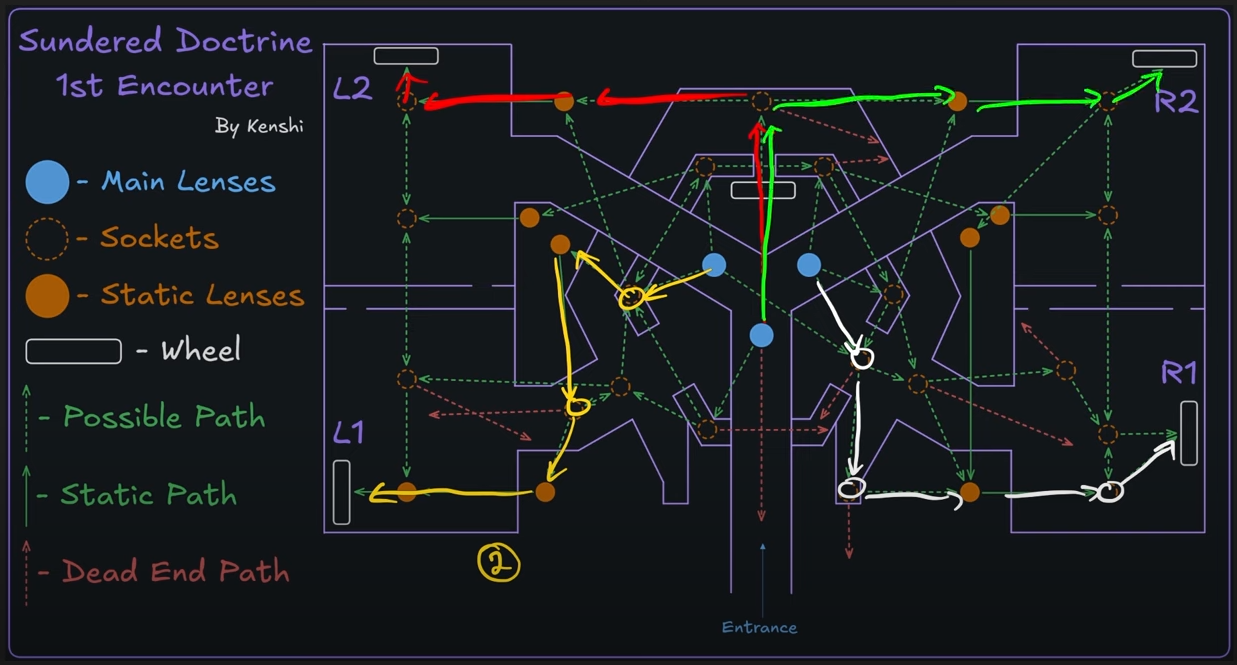 Sundered Doctrine
1st Encounter
By Kenshi
- Main Lenses
- Sockets
- Static Lenses
- Wheel
- Possible Path
- Static Path
- Dead End Path
L2
R2
L1
R1
2
Entrance